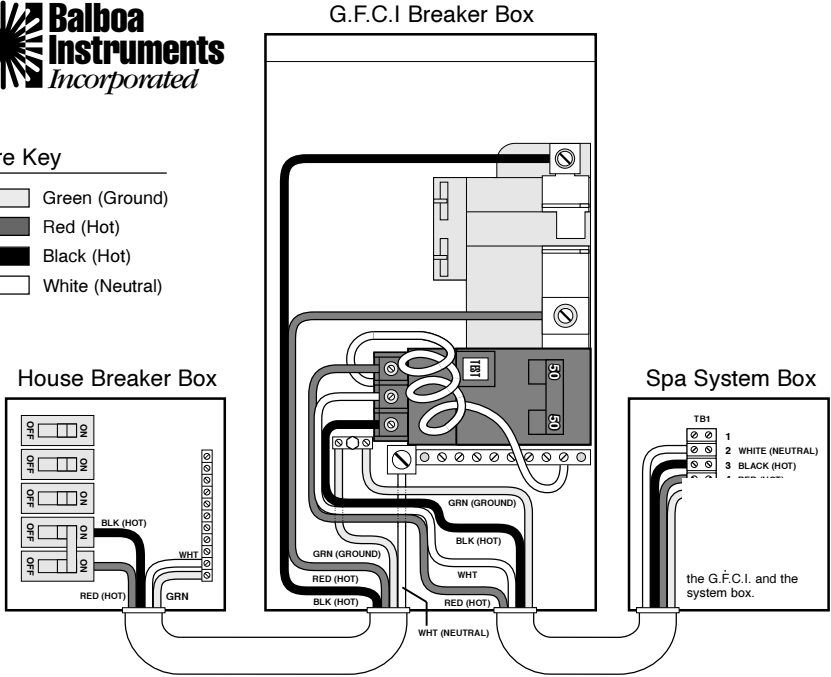 Balboa
Instruments
Incorporated
G.F.C.I Breaker Box
re Key
Green (Ground)
Red (Hot)
Black (Hot)
White (Neutral)
House Breaker Box
OFF ON
OFF ON
OFF ON
OFF ON
OFF ON
BLK (HOT)
WHT
RED (HOT)
GRN
TEST
50
50
GRN (GROUND)
BLK (HOT)
GRN (GROUND)
WHT
RED (HOT)
BLK (HOT)
RED (HOT)
WHT (NEUTRAL)
Spa System Box
TB1
1
2 WHITE (NEUTRAL)
3 BLACK (HOT)
the G.F.C.I. and the
system box.